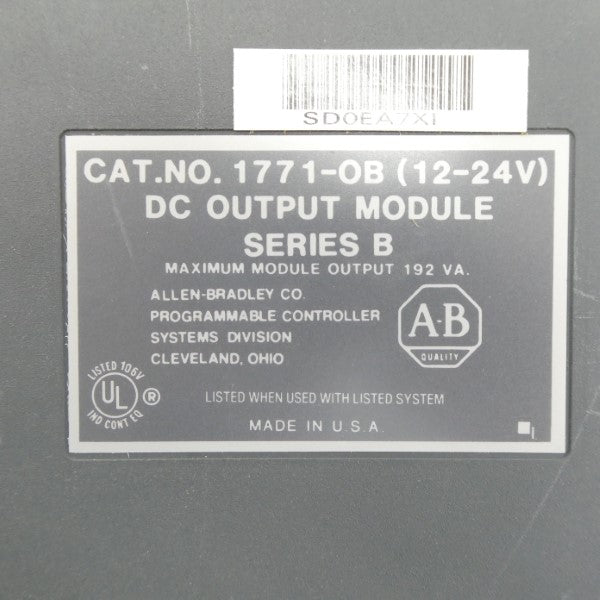 SD0EA7XI
CAT.NO. 1771-OB (12-24V)
DC OUTPUT MODULE
SERIES B
MAXIMUM MODULE OUTPUT 192 VA.
ALLEN-BRADLEY CO.
PROGRAMMABLE CONTROLLER
SYSTEMS DIVISION
CLEVELAND, OHIO
A-B
QUALITY
LISTED 106V
UL ®
IND CONT EQ
LISTED WHEN USED WITH LISTED SYSTEM
MADE IN U.S.A.